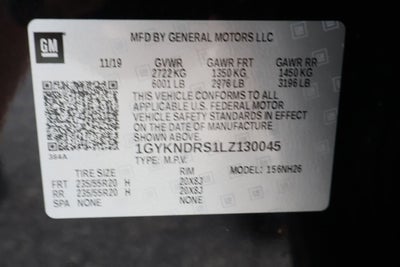 GM
MFD BY GENERAL MOTORS LLC
11/19 GVWR GAWR FRT GAWR RR
2722 KG 1350 KG 1450 KG
6001 LB 2976 LB 3196 LB
THIS VEHICLE CONFORMS TO ALL
APPLICABLE U.S. FEDERAL MOTOR
VEHICLE SAFETY STANDARDS IN EFFECT
ON THE DATE OF MANUFACTURE
SHOWN ABOVE.
384A
1GYKNDRS1LZ130045
TYPE: M.P.V. MODEL: 156NH26
TIRE SIZE RIM
FRT 235/55R20 H 20X8J
RR 235/55R20 H 20X8J
SPA NONE NONE